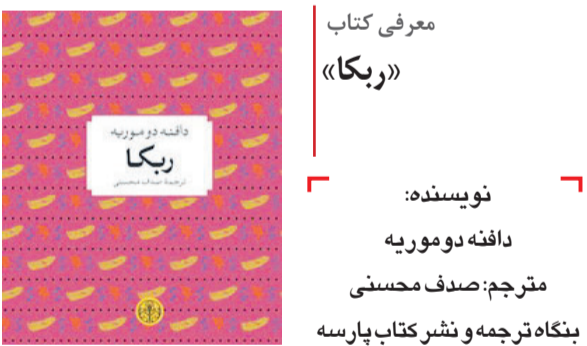 معرفی کتاب
«ربکا»
نویسنده:
دافنه دوموریه
مترجم: صدف محسنی
بنگاه ترجمه و نشر کتاب پارسه
دافنه دوموریه
ربکا
ترجمهٔ صدف محسنی